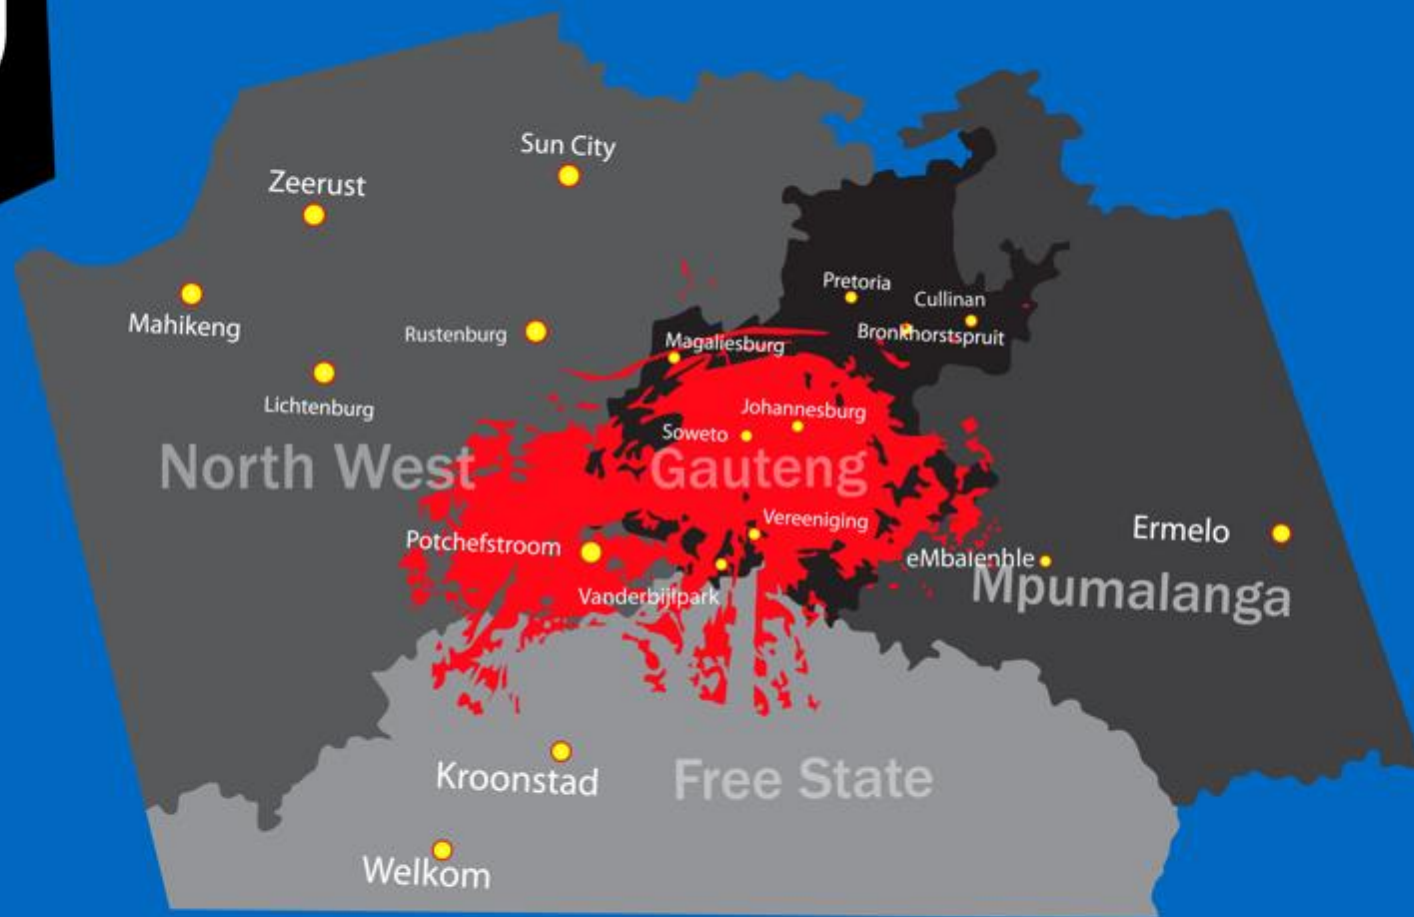 Sun City
Zeerust
Pretoria
Cullinan
Mahikeng
Rustenburg
Magaliesburg
Bronkhorstspruit
Lichtenburg
Johannesburg
Soweto
North West
Gauteng
Vereeniging
Potchefstroom
Ermelo
eMbalenhle
Vanderbijlpark
Mpumalanga
Kroonstad
Free State
Welkom